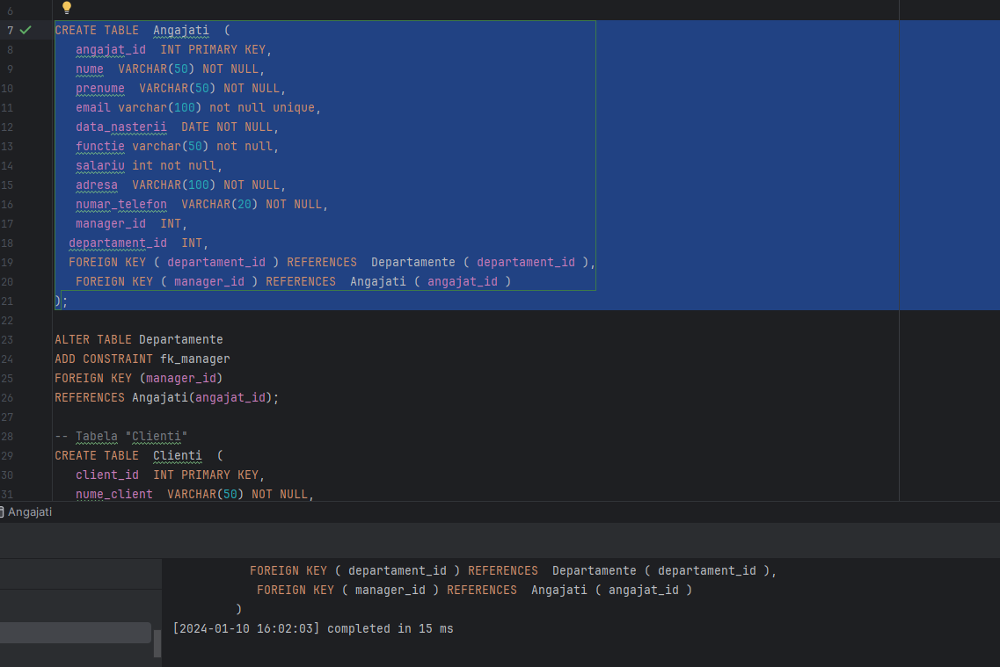 6
7 CREATE TABLE Angajati (
8 angajat_id INT PRIMARY KEY,
9 nume VARCHAR(50) NOT NULL,
10 prenume VARCHAR(50) NOT NULL,
11 email varchar(100) not null unique,
12 data_nasterii DATE NOT NULL,
13 functie varchar(50) not null,
14 salariu int not null,
15 adresa VARCHAR(100) NOT NULL,
16 numar_telefon VARCHAR(20) NOT NULL,
17 manager_id INT,
18 departament_id INT,
19 FOREIGN KEY ( departament_id ) REFERENCES Departamente ( departament_id ),
20 FOREIGN KEY ( manager_id ) REFERENCES Angajati ( angajat_id )
21 );
22
23 ALTER TABLE Departamente
24 ADD CONSTRAINT fk_manager
25 FOREIGN KEY (manager_id)
26 REFERENCES Angajati(angajat_id);
27
28 -- Tabela "Clienti"
29 CREATE TABLE Clienti (
30 client_id INT PRIMARY KEY,
31 nume_client VARCHAR(50) NOT NULL,
Angajati
FOREIGN KEY ( departament_id ) REFERENCES Departamente ( departament_id ),
FOREIGN KEY ( manager_id ) REFERENCES Angajati ( angajat_id )
)
[2024-01-10 16:02:03] completed in 15 ms